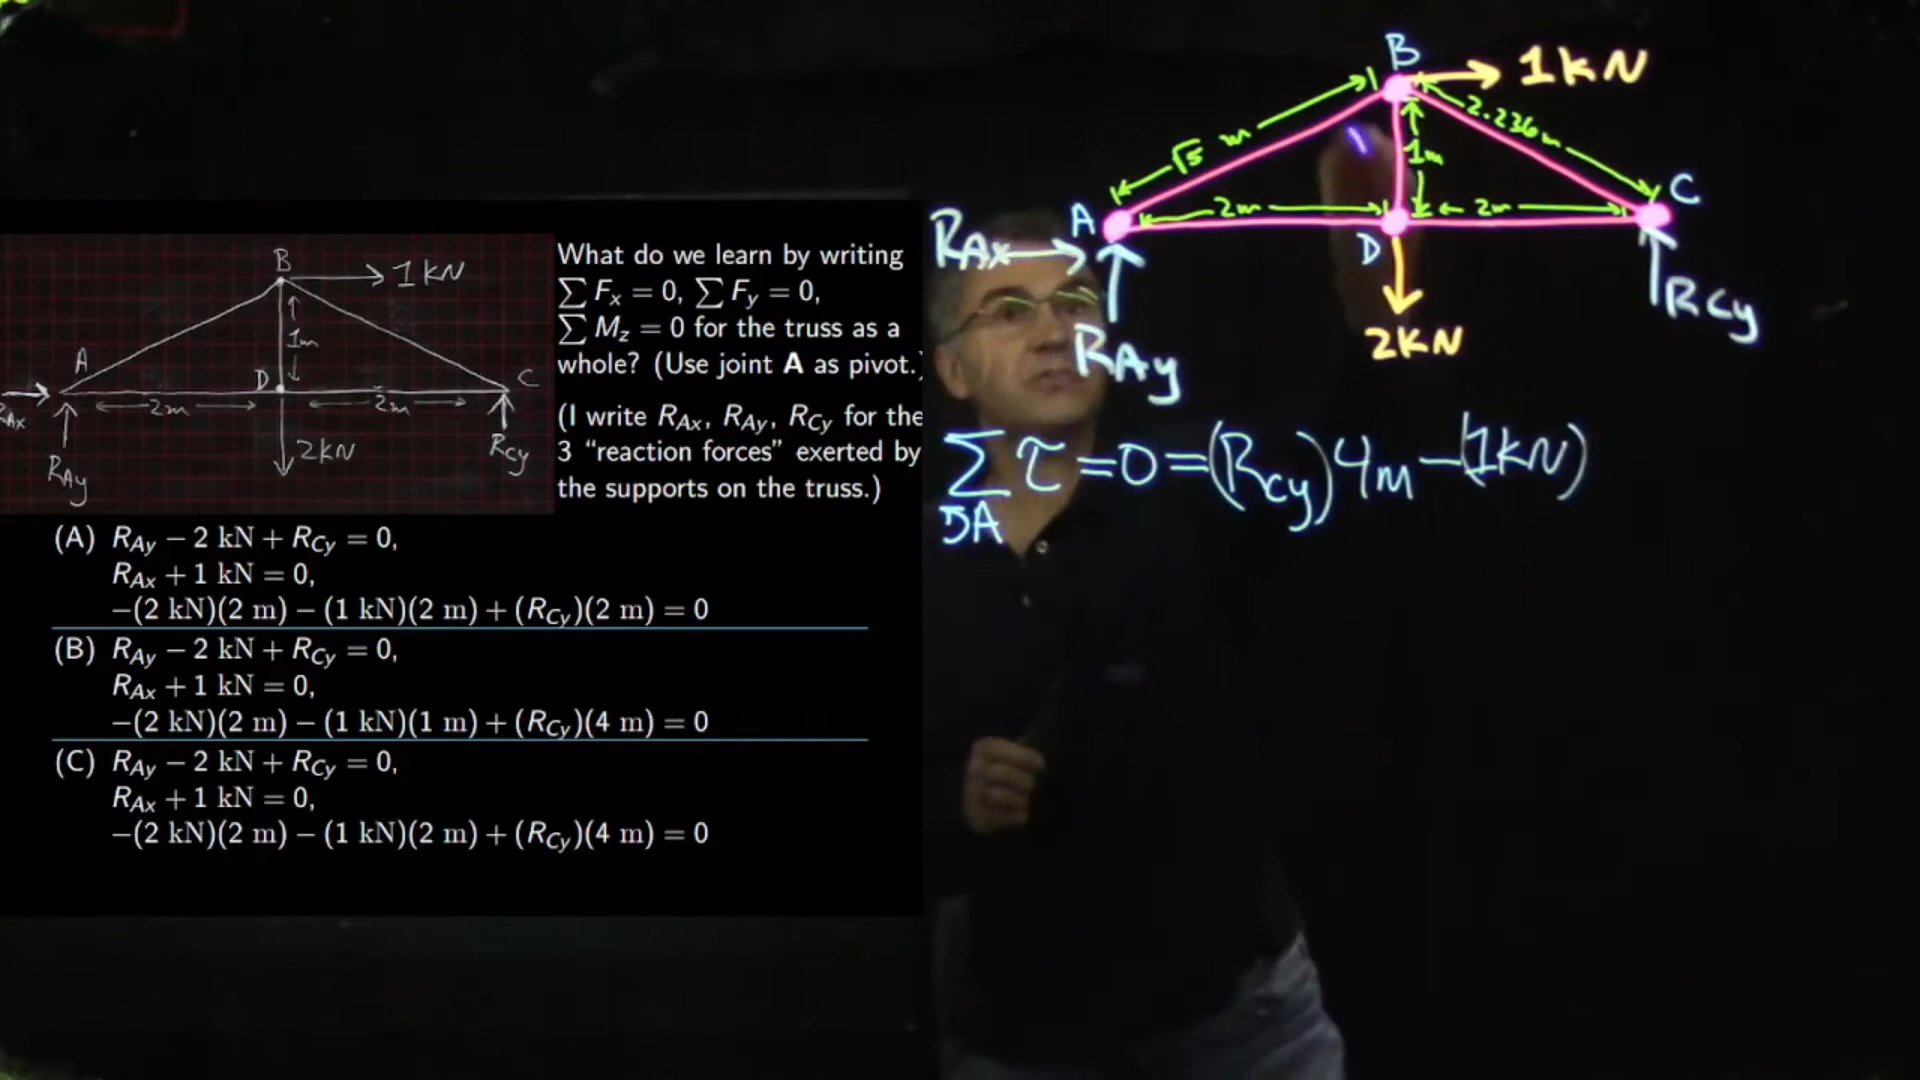 B
1 kN
1m
A
D
C
2m
2m
RAx
RAy
2kN
RCy
What do we learn by writing
∑ Fx = 0, ∑ Fy = 0,
∑ Mz = 0 for the truss as a
whole? (Use joint A as pivot.)
(I write RAx, RAy, RCy for the
3 “reaction forces” exerted by
the supports on the truss.)
(A) RAy − 2 kN + RCy = 0,
RAx + 1 kN = 0,
−(2 kN)(2 m) − (1 kN)(2 m) + (RCy)(2 m) = 0
(B) RAy − 2 kN + RCy = 0,
RAx + 1 kN = 0,
−(2 kN)(2 m) − (1 kN)(1 m) + (RCy)(4 m) = 0
(C) RAy − 2 kN + RCy = 0,
RAx + 1 kN = 0,
−(2 kN)(2 m) − (1 kN)(2 m) + (RCy)(4 m) = 0
B
1kN
√5 m
2.236m
1m
A
C
2m
2m
RAx
D
RAy
2kN
RCy
∑τ = 0 = (RCy)4m − (1kN)
A